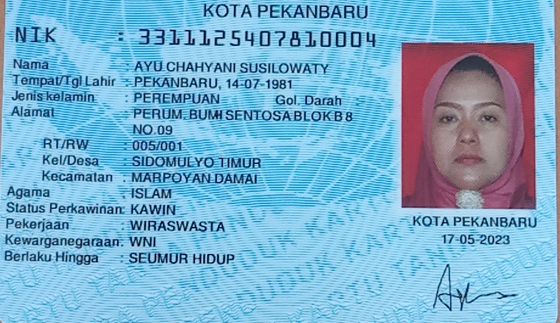 KOTA PEKANBARU
NIK : 3311125407810004
Nama : AYU CHAHYANI SUSILOWATY
Tempat/Tgl Lahir : PEKANBARU, 14-07-1981
Jenis kelamin : PEREMPUAN Gol. Darah :
Alamat : PERUM. BUMI SENTOSA BLOK B 8
NO.09
RT/RW : 005/001
Kel/Desa : SIDOMULYO TIMUR
Kecamatan : MARPOYAN DAMAI
Agama : ISLAM
Status Perkawinan: KAWIN
Pekerjaan : WIRASWASTA
Kewarganegaraan: WNI
Berlaku Hingga : SEUMUR HIDUP
KOTA PEKANBARU
17-05-2023